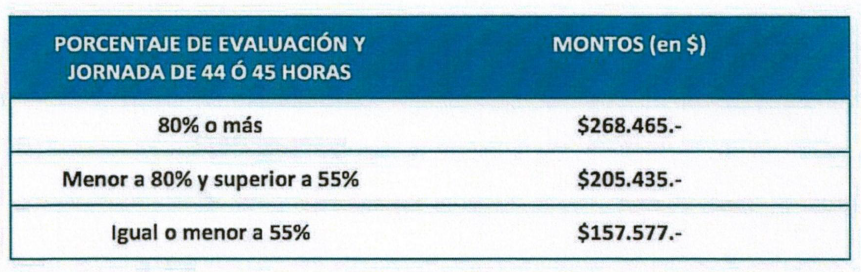 PORCENTAJE DE EVALUACIÓN Y
JORNADA DE 44 Ó 45 HORAS
MONTOS (en $)
80% o más $268.465.-
Menor a 80% y superior a 55% $205.435.-
Igual o menor a 55% $157.577.-